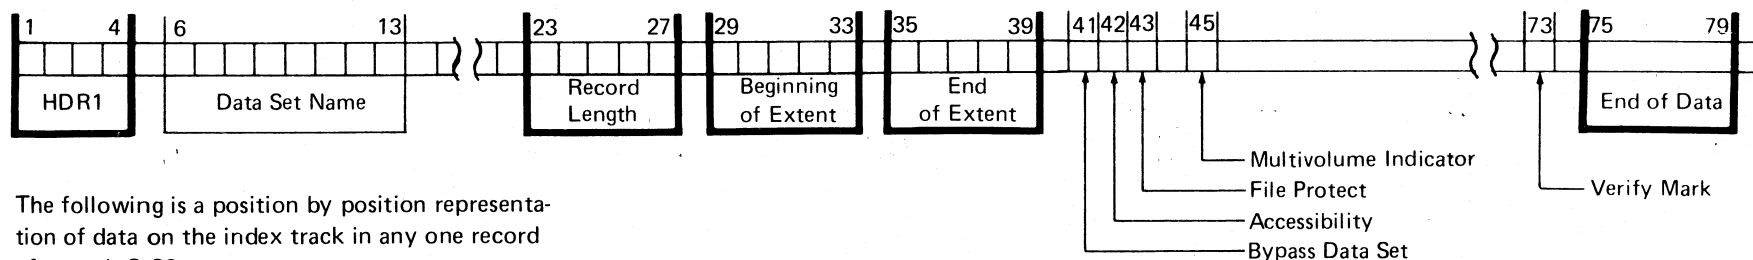 1 4 6 13 23 27 29 33 35 39 41 42 43 45 73 75 79
HDR1 Data Set Name Record Length Beginning of Extent End of Extent End of Data
Multivolume Indicator
File Protect
Verify Mark
Accessibility
Bypass Data Set
The following is a position by position representa-
tion of data on the index track in any one record